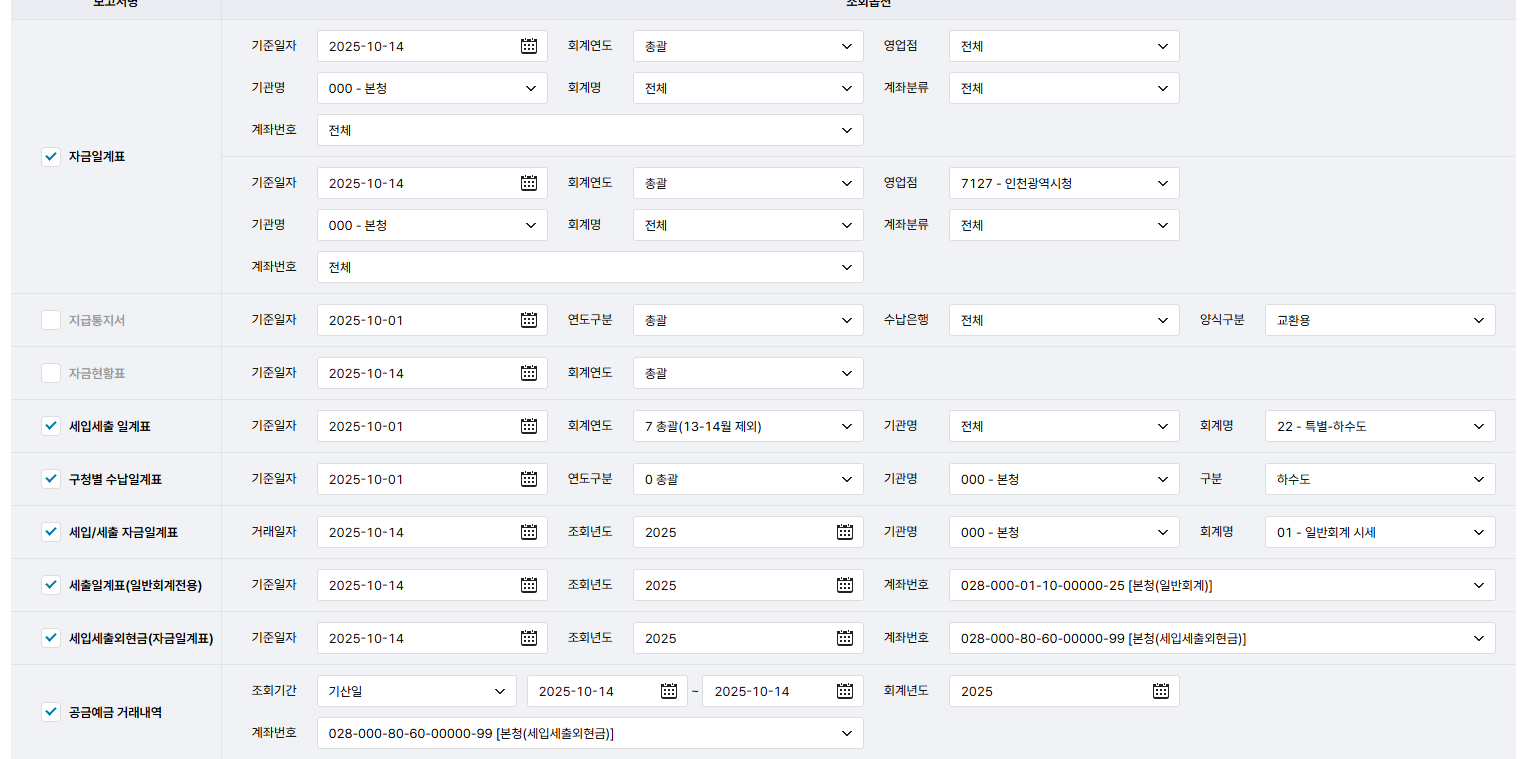 보고서명 조회옵션
기준일자 2025-10-14 회계연도 총괄 영업점 전체
기관명 000 - 본청 회계명 전체 계좌분류 전체
계좌번호 전체
자금일계표
기준일자 2025-10-14 회계연도 총괄 영업점 7127 - 인천광역시청
기관명 000 - 본청 회계명 전체 계좌분류 전체
계좌번호 전체
지급통지서 기준일자 2025-10-01 연도구분 총괄 수납은행 전체 양식구분 교환용
자금현황표 기준일자 2025-10-14 회계연도 총괄
세입세출 일계표 기준일자 2025-10-01 회계연도 7 총괄(13-14월 제외) 기관명 전체 회계명 22 - 특별-하수도
구청별 수납일계표 기준일자 2025-10-01 연도구분 0 총괄 기관명 000 - 본청 구분 하수도
세입/세출 자금일계표 거래일자 2025-10-14 조회년도 2025 기관명 000 - 본청 회계명 01 - 일반회계 시세
세출일계표(일반회계전용) 기준일자 2025-10-14 조회년도 2025 계좌번호 028-000-01-10-00000-25 [본청(일반회계)]
세입세출외현금(자금일계표) 기준일자 2025-10-14 조회년도 2025 계좌번호 028-000-80-60-00000-99 [본청(세입세출외현금)]
조회기간 기산일 2025-10-14 ~ 2025-10-14 회계년도 2025
공금예금 거래내역
계좌번호 028-000-80-60-00000-99 [본청(세입세출외현금)]